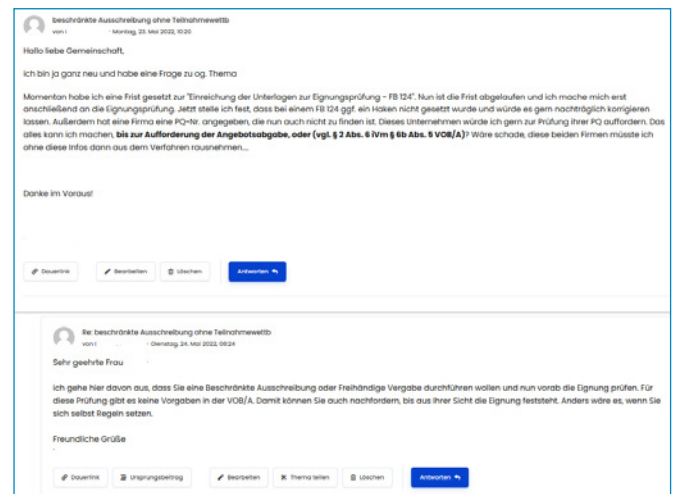 beschränkte Ausschreibung ohne Teilnahmewettb
von I - Montag, 23. Mai 2022, 10:20
Hallo liebe Gemeinschaft,
ich bin ja ganz neu und habe eine Frage zu og. Thema
Momentan habe ich eine Frist gesetzt zur "Einreichung der Unterlagen zur Eignungsprüfung - FB 124". Nun ist die Frist abgelaufen und ich mache mich erst
anschließend an die Eignungsprüfung. Jetzt stelle ich fest, dass bei einem FB 124 ggf. ein Haken nicht gesetzt wurde und würde es gern nachträglich korrigieren
lassen. Außerdem hat eine Firma eine PQ-Nr. angegeben, die nun auch nicht zu finden ist. Dieses Unternehmen würde ich gern zur Prüfung ihrer PQ auffordern. Das
alles kann ich machen, bis zur Aufforderung der Angebotsabgabe, oder (vgl. § 2 Abs. 6 iVm § 6b Abs. 5 VOB/A)? Wäre schade, diese beiden Firmen müsste ich
ohne diese Infos dann aus dem Verfahren rausnehmen....
Danke im Voraus!
Dauerlink Bearbeiten Löschen Antworten
Re: beschränkte Ausschreibung ohne Teilnahmewettb
von I - Dienstag, 24. Mai 2022, 08:24
Sehr geehrte Frau
ich gehe hier davon aus, dass Sie eine Beschränkte Ausschreibung oder Freihändige Vergabe durchführen wollen und nun vorab die Eignung prüfen. Für
diese Prüfung gibt es keine Vorgaben in der VOB/A. Damit können Sie auch nachfordern, bis aus Ihrer Sicht die Eignung feststeht. Anders wäre es, wenn Sie
sich selbst Regeln setzen.
Freundliche Grüße
Dauerlink Ursprungsbeitrag Bearbeiten Thema teilen Löschen Antworten